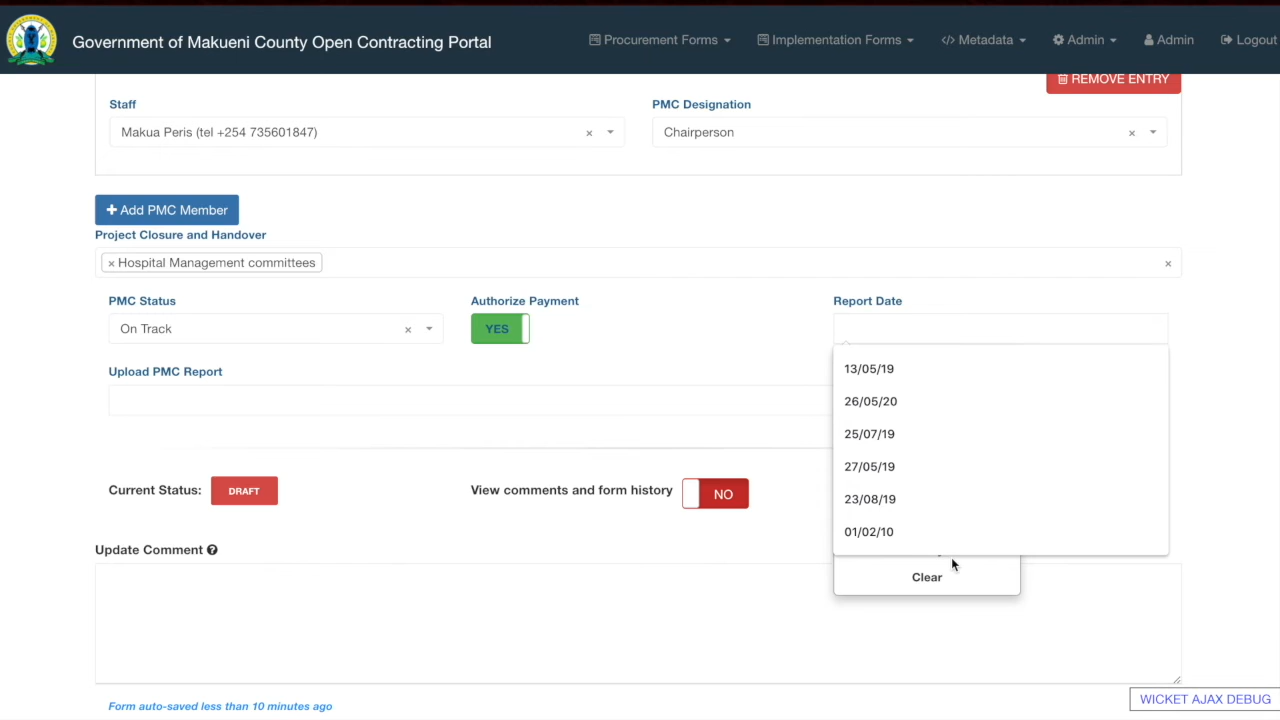 Government of Makueni County Open Contracting Portal
Procurement Forms
Implementation Forms
</> Metadata
Admin
Admin
Logout
REMOVE ENTRY
Staff
PMC Designation
Makua Peris (tel +254 735601847) ×
Chairperson ×
+ Add PMC Member
Project Closure and Handover
× Hospital Management committees ×
PMC Status
Authorize Payment
Report Date
On Track ×
YES
13/05/19
Upload PMC Report
26/05/20
25/07/19
27/05/19
Current Status: DRAFT
View comments and form history NO
23/08/19
01/02/10
Update Comment ?
Clear
Form auto-saved less than 10 minutes ago
WICKET AJAX DEBUG